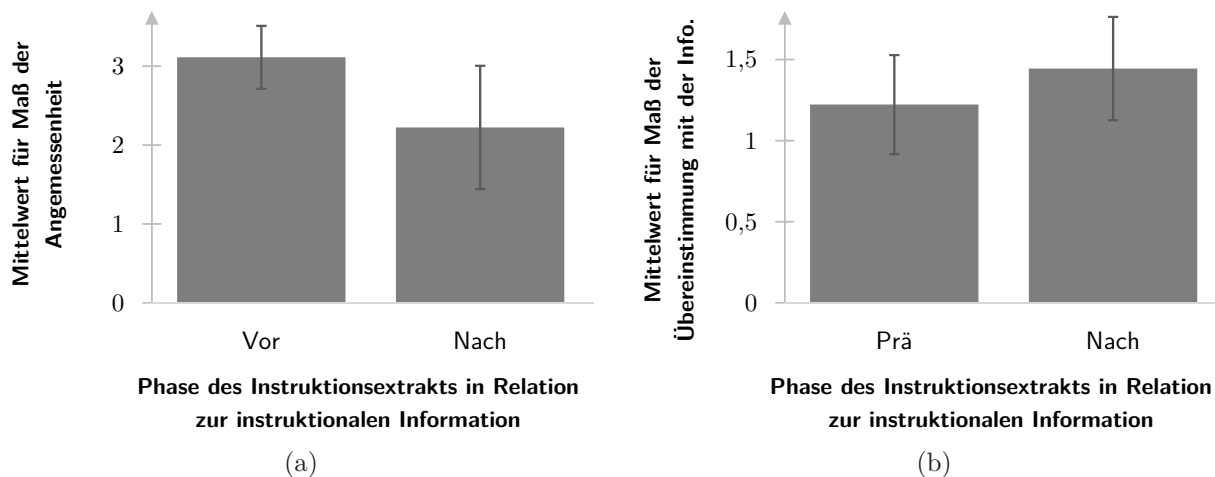 Mittelwert für Maß der
Angemessenheit
3
2
1
0
Vor
Nach
Phase des Instruktionsextrakts in Relation
zur instruktionalen Information
(a)
Mittelwert für Maß der
Übereinstimmung mit der Info.
1,5
1
0,5
0
Prä
Nach
Phase des Instruktionsextrakts in Relation
zur instruktionalen Information
(b)